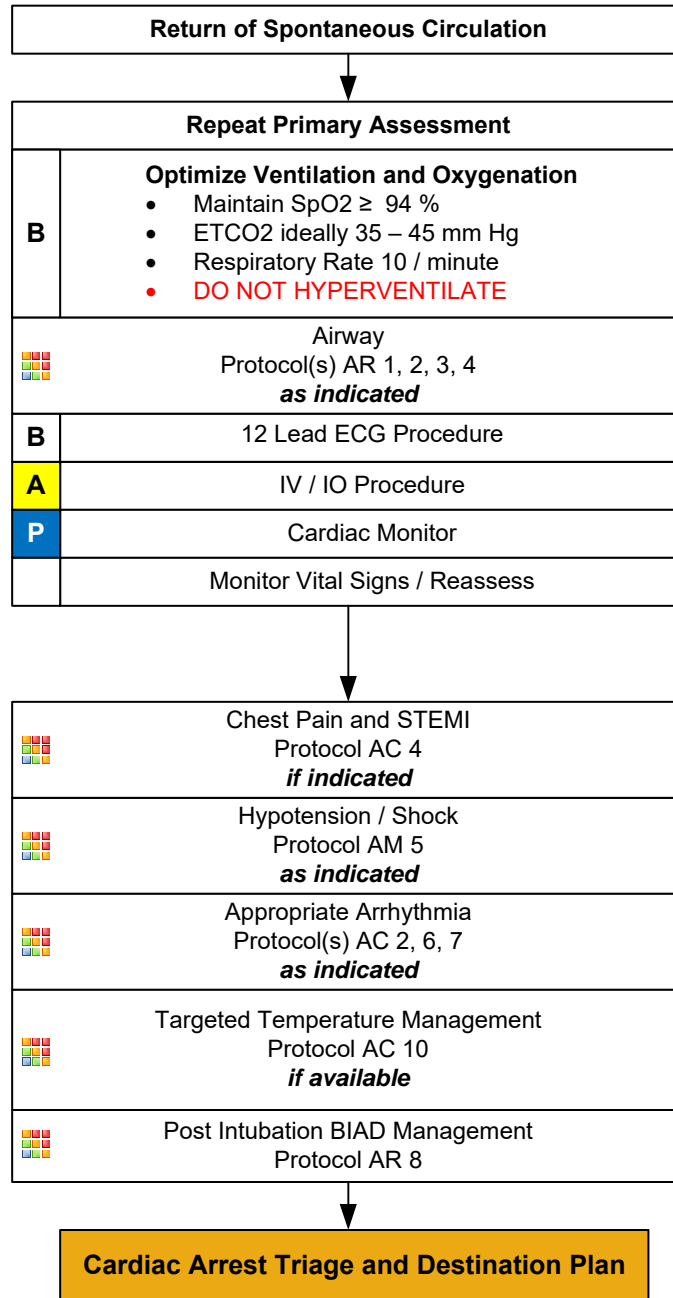 Return of Spontaneous Circulation
Repeat Primary Assessment
B
Optimize Ventilation and Oxygenation
• Maintain SpO2 ≥ 94 %
• ETCO2 ideally 35 – 45 mm Hg
• Respiratory Rate 10 / minute
• DO NOT HYPERVENTILATE
Airway
Protocol(s) AR 1, 2, 3, 4
as indicated
B 12 Lead ECG Procedure
A IV / IO Procedure
P Cardiac Monitor
Monitor Vital Signs / Reassess
Chest Pain and STEMI
Protocol AC 4
if indicated
Hypotension / Shock
Protocol AM 5
as indicated
Appropriate Arrhythmia
Protocol(s) AC 2, 6, 7
as indicated
Targeted Temperature Management
Protocol AC 10
if available
Post Intubation BIAD Management
Protocol AR 8
Cardiac Arrest Triage and Destination Plan